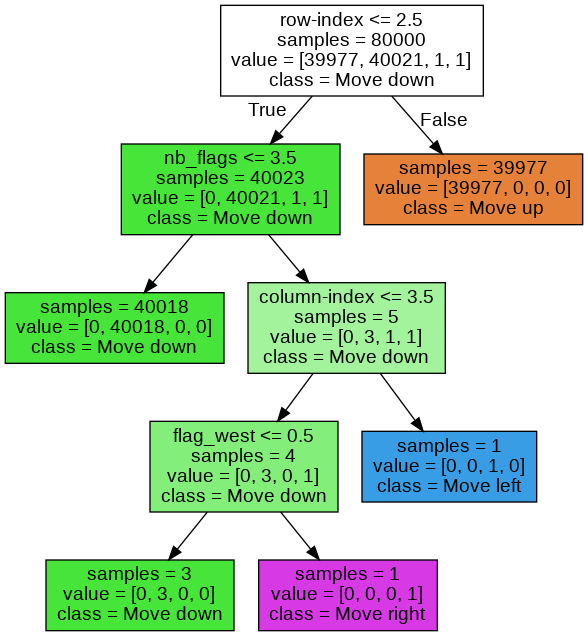 row-index <= 2.5
samples = 80000
value = [39977, 40021, 1, 1]
class = Move down
True
False
nb_flags <= 3.5
samples = 40023
value = [0, 40021, 1, 1]
class = Move down
samples = 39977
value = [39977, 0, 0, 0]
class = Move up
samples = 40018
value = [0, 40018, 0, 0]
class = Move down
column-index <= 3.5
samples = 5
value = [0, 3, 1, 1]
class = Move down
flag_west <= 0.5
samples = 4
value = [0, 3, 0, 1]
class = Move down
samples = 1
value = [0, 0, 1, 0]
class = Move left
samples = 3
value = [0, 3, 0, 0]
class = Move down
samples = 1
value = [0, 0, 0, 1]
class = Move right